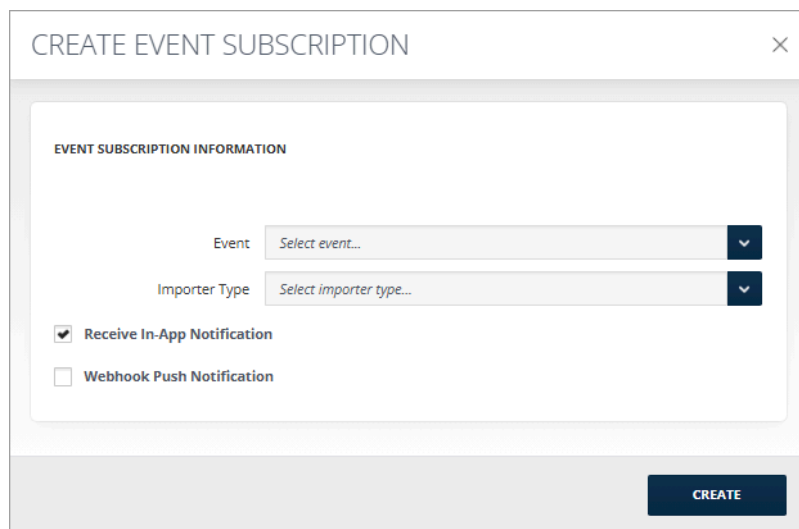 CREATE EVENT SUBSCRIPTION
EVENT SUBSCRIPTION INFORMATION
Event Select event...
Importer Type Select importer type...
Receive In-App Notification
Webhook Push Notification
CREATE